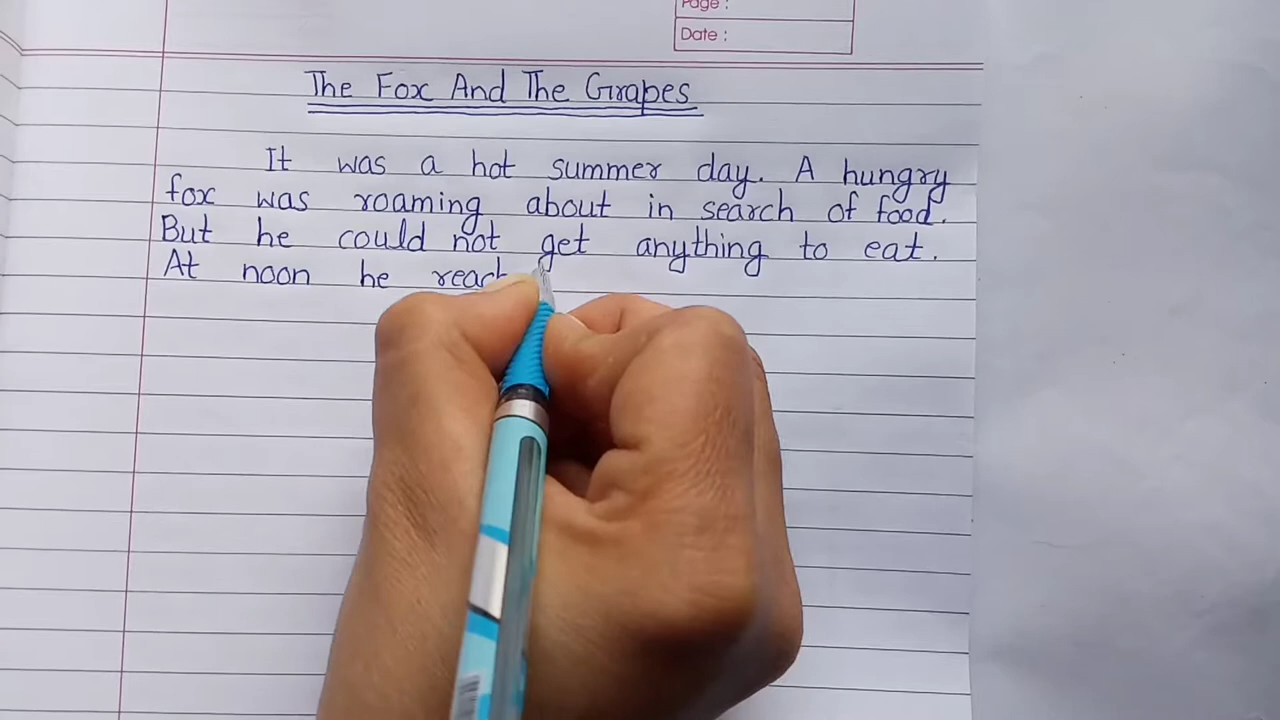 Page :
Date :
The Fox And The Grapes
It was a hot summer day. A hungry
fox was roaming about in search of food.
But he could not get anything to eat.
At noon he reac